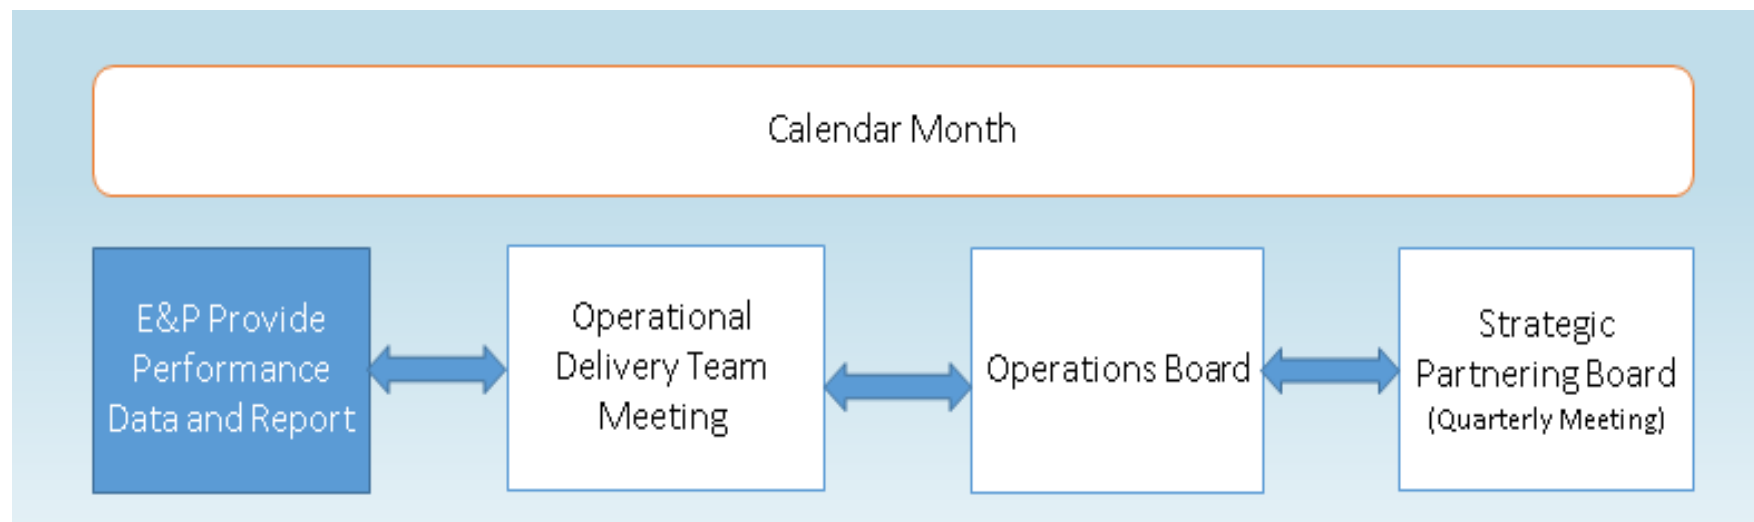 Calendar Month
E&P Provide
Performance
Data and Report
Operational
Delivery Team
Meeting
Operations Board
Strategic
Partnering Board
(Quarterly Meeting)